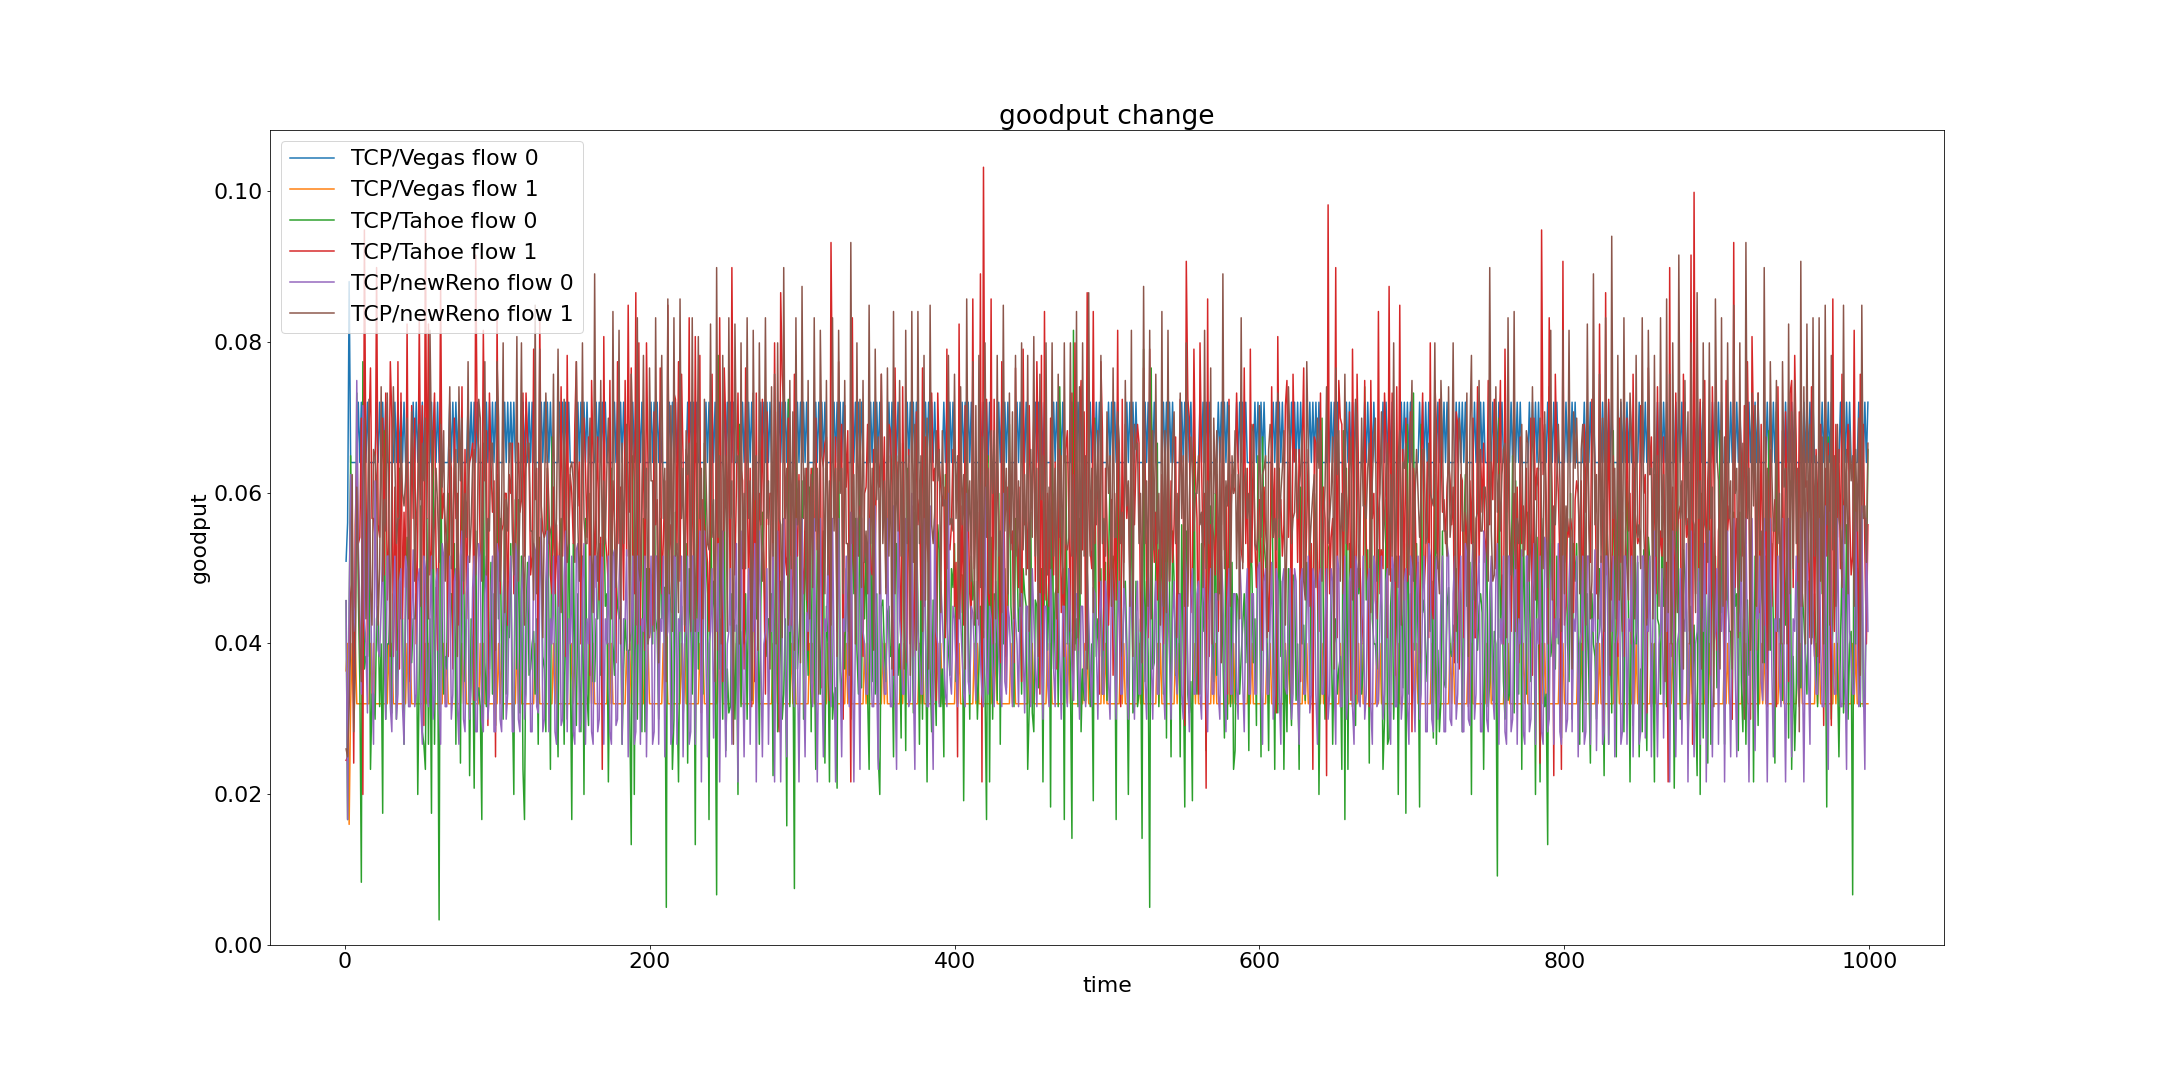 goodput change
TCP/Vegas flow 0
TCP/Vegas flow 1
TCP/Tahoe flow 0
TCP/Tahoe flow 1
TCP/newReno flow 0
TCP/newReno flow 1
0.10
0.08
0.06
0.04
0.02
0.00
goodput
0 200 400 600 800 1000
time